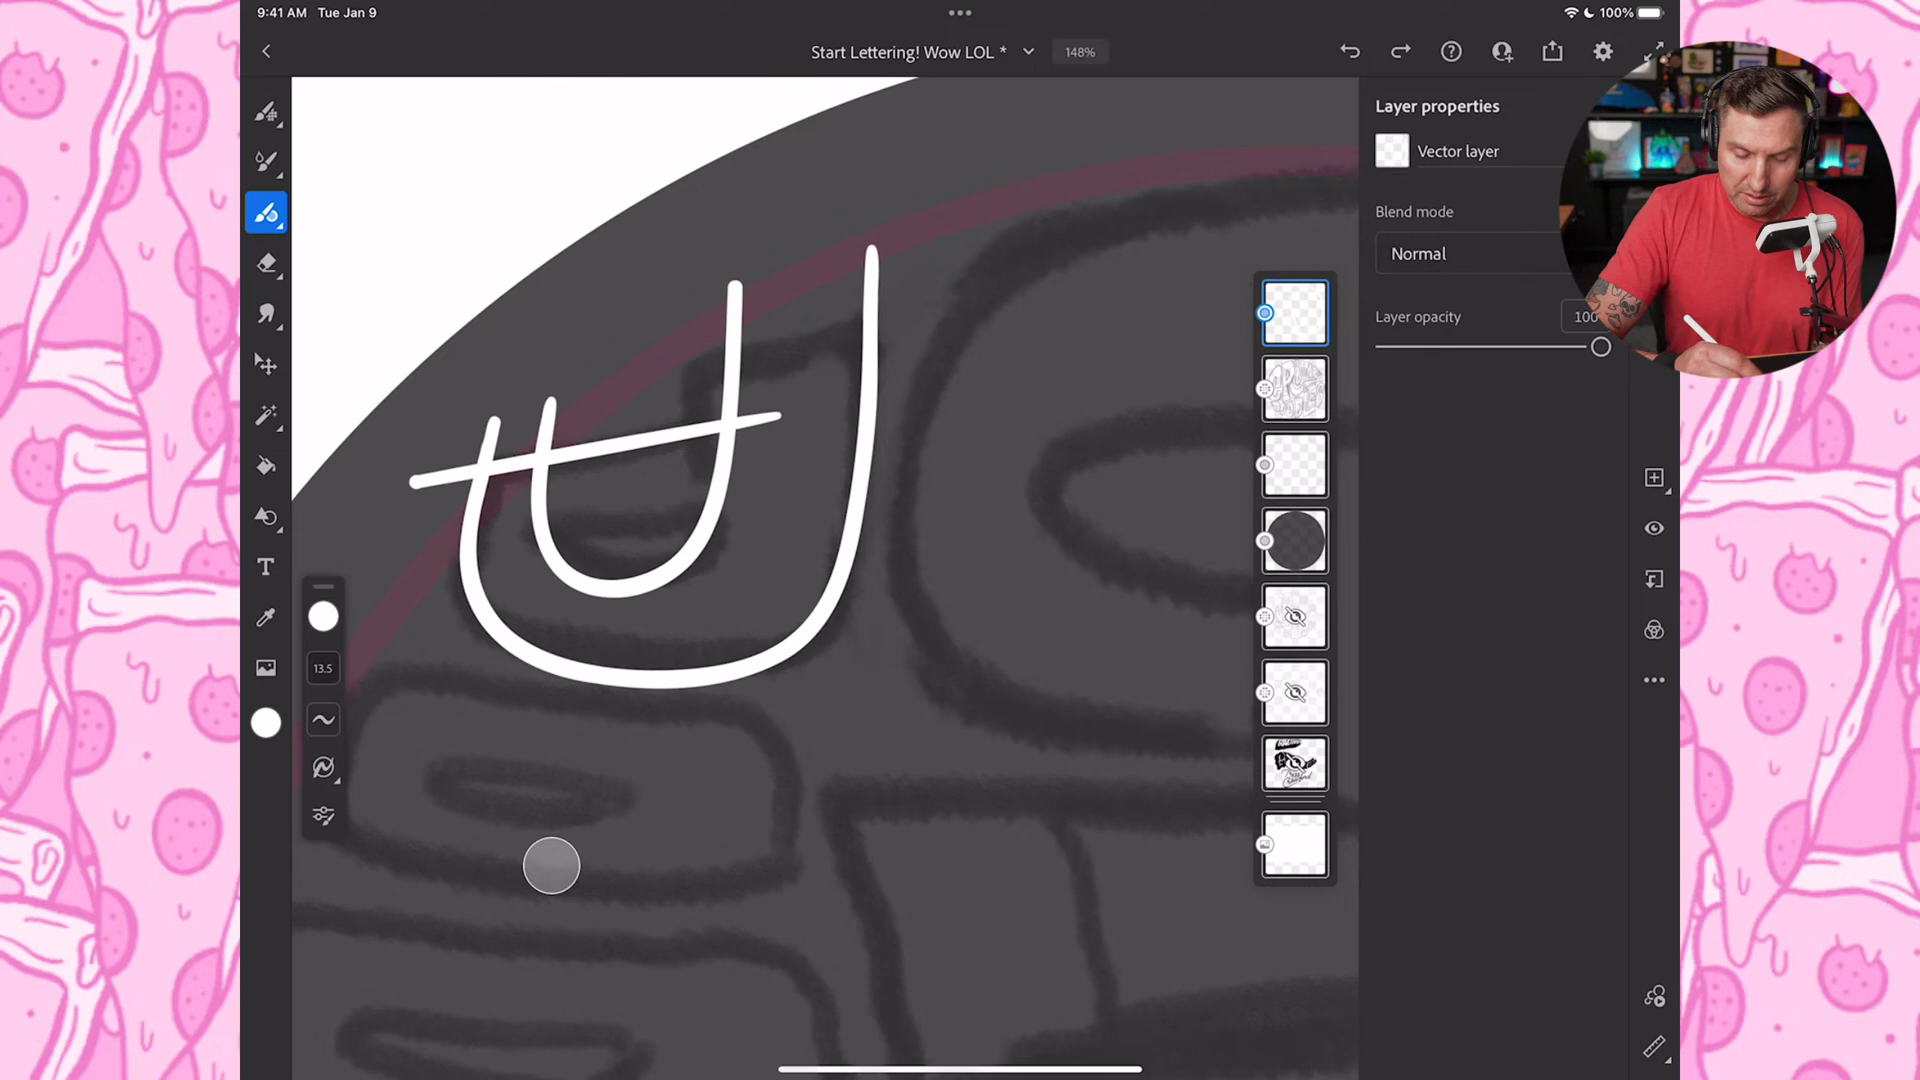 9:41 AM Tue Jan 9
100%
Start Lettering! Wow LOL *
148%
Layer properties
Vector layer
Blend mode
Normal
Layer opacity
100
13.5